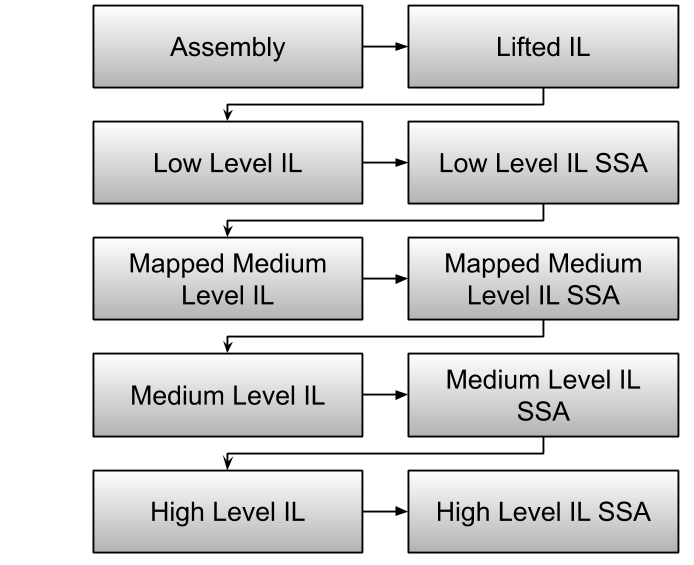 Assembly
Lifted IL
Low Level IL
Low Level IL SSA
Mapped Medium
Level IL
Mapped Medium
Level IL SSA
Medium Level IL
Medium Level IL
SSA
High Level IL
High Level IL SSA